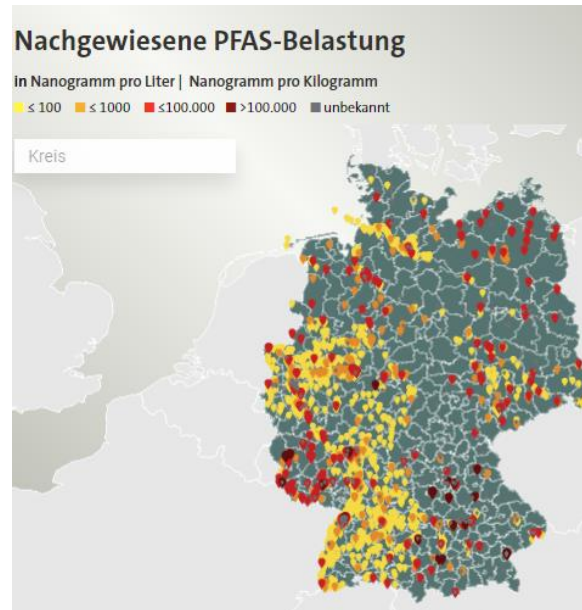 Nachgewiesene PFAS-Belastung
in Nanogramm pro Liter | Nanogramm pro Kilogramm
≤ 100 ≤ 1000 ≤100.000 >100.000 unbekannt
Kreis